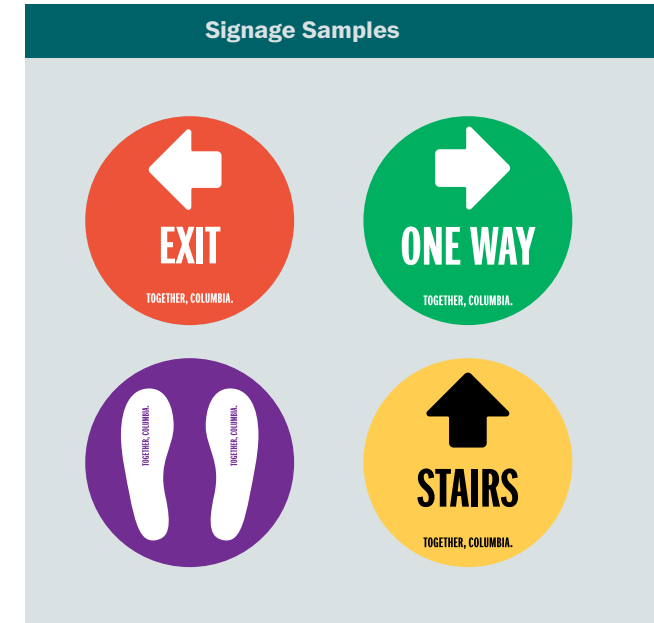 Signage Samples
EXIT
TOGETHER, COLUMBIA.
ONE WAY
TOGETHER, COLUMBIA.
TOGETHER, COLUMBIA.
TOGETHER, COLUMBIA.
STAIRS
TOGETHER, COLUMBIA.